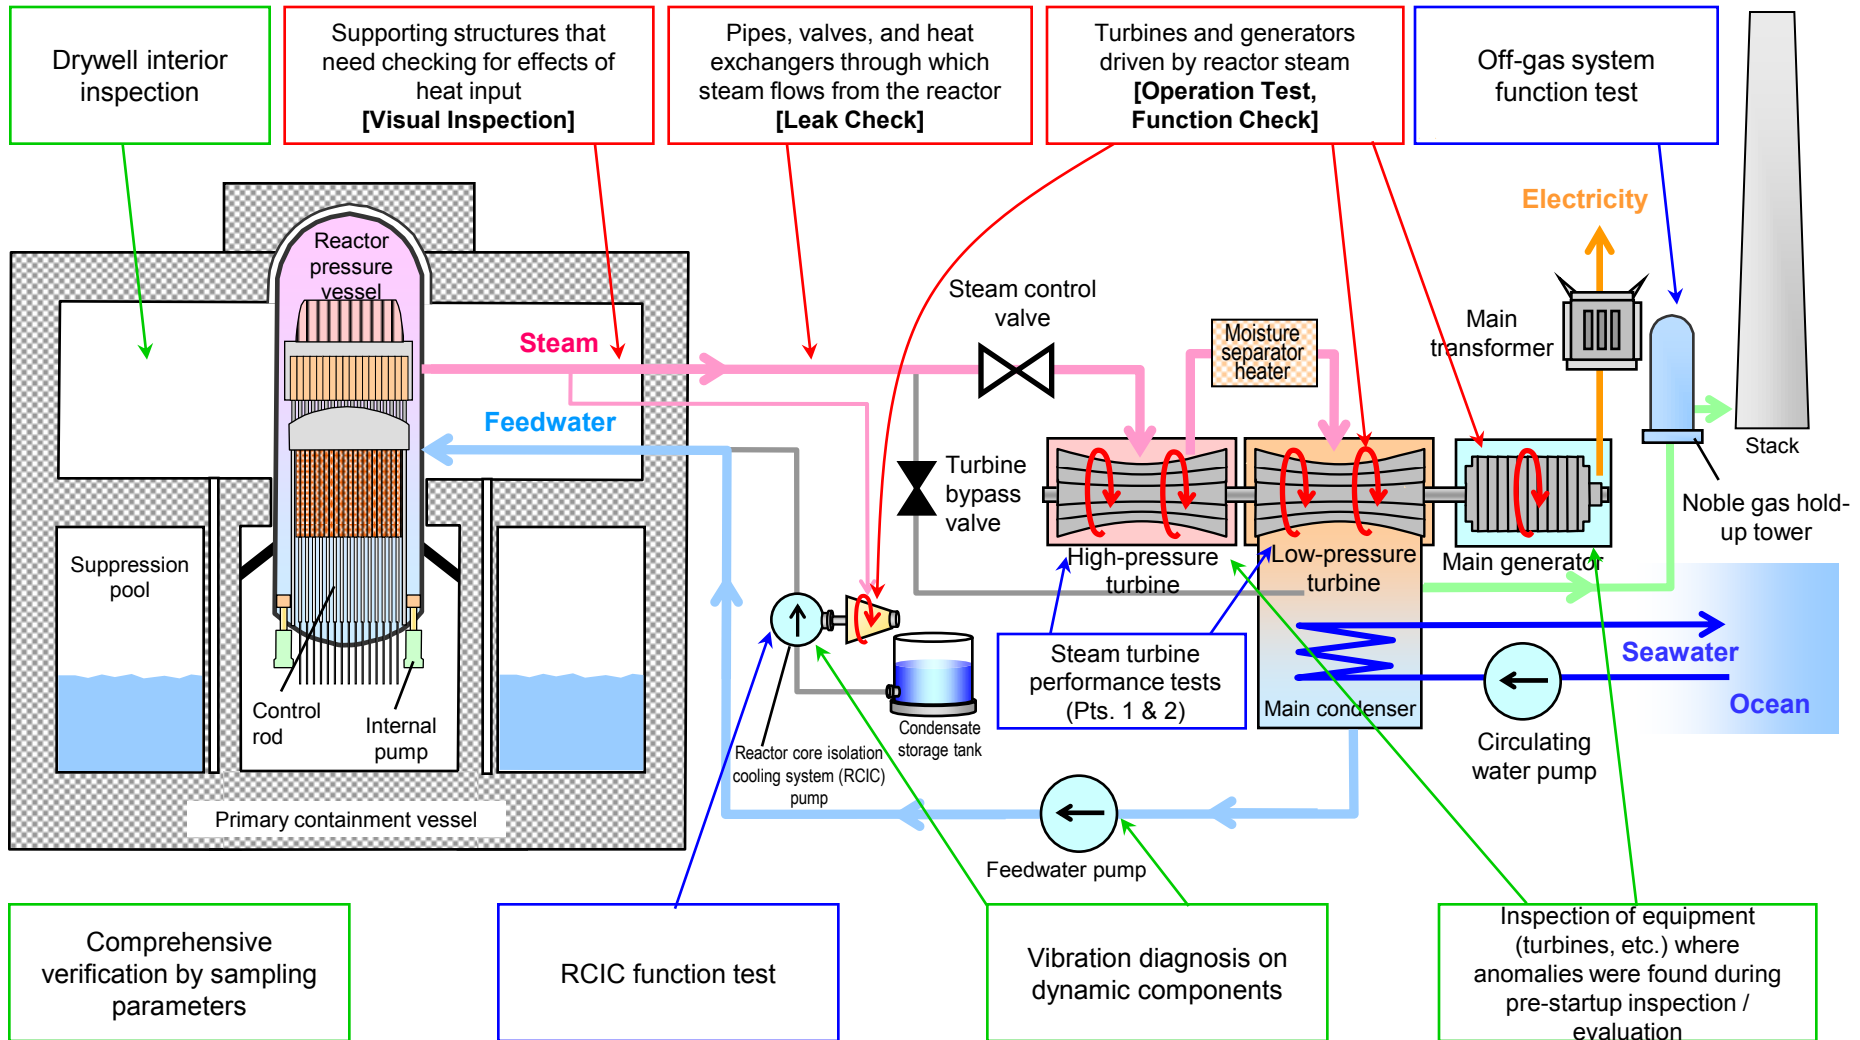 Drywell interior
inspection
Supporting structures that
need checking for effects of
heat input
[Visual Inspection]
Pipes, valves, and heat
exchangers through which
steam flows from the reactor
[Leak Check]
Turbines and generators
driven by reactor steam
[Operation Test,
Function Check]
Off-gas system
function test
Electricity
Reactor
pressure
vessel
Steam control
valve
Moisture
separator
heater
Main
transformer
Steam
Feedwater
Stack
Turbine
bypass
valve
Noble gas hold-
up tower
High-pressure
turbine
Low-pressure
turbine
Main generator
Suppression
pool
Steam turbine
performance tests
(Pts. 1 & 2)
Seawater
Main condenser
Ocean
Control
rod
Internal
pump
Condensate
storage tank
Reactor core isolation
cooling system (RCIC)
pump
Circulating
water pump
Primary containment vessel
Feedwater pump
Comprehensive
verification by sampling
parameters
RCIC function test
Vibration diagnosis on
dynamic components
Inspection of equipment
(turbines, etc.) where
anomalies were found during
pre-startup inspection /
evaluation